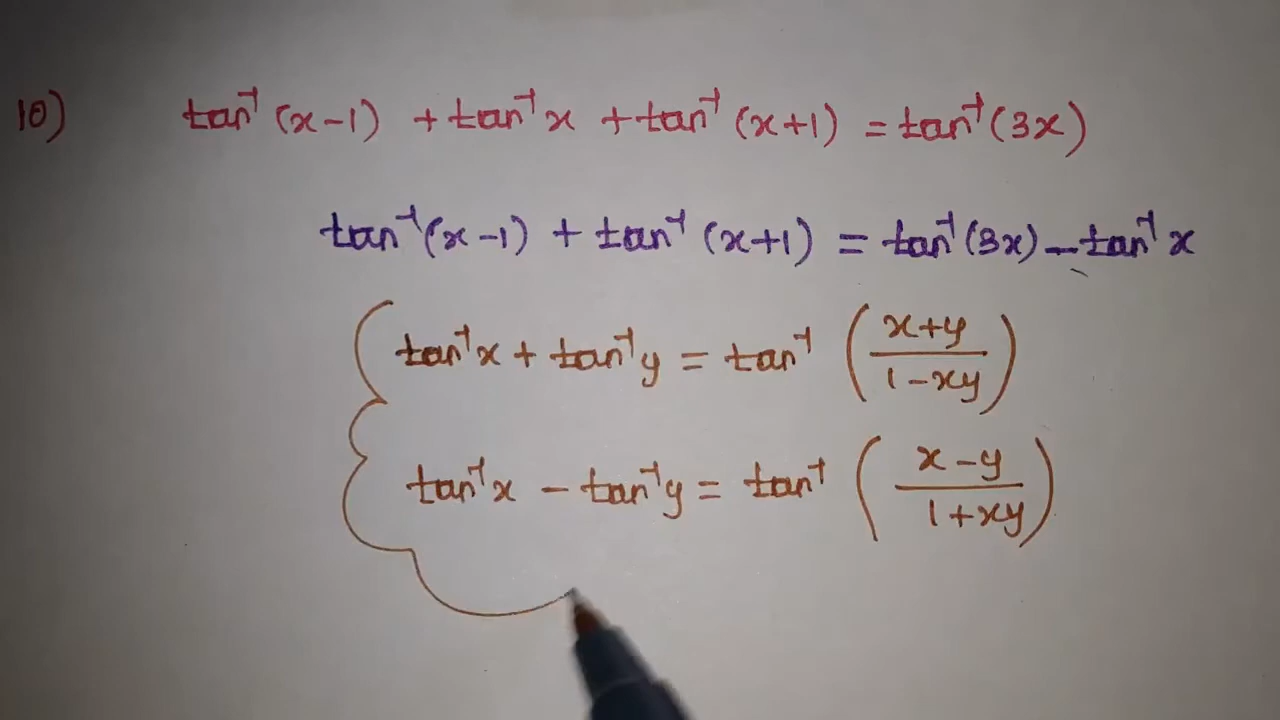 10) tan⁻¹(x-1) + tan⁻¹x + tan⁻¹(x+1) = tan⁻¹(3x)
tan⁻¹(x-1) + tan⁻¹(x+1) = tan⁻¹(3x) - tan⁻¹x
tan⁻¹x + tan⁻¹y = tan⁻¹((x+y)/(1-xy))
tan⁻¹x - tan⁻¹y = tan⁻¹((x-y)/(1+xy))